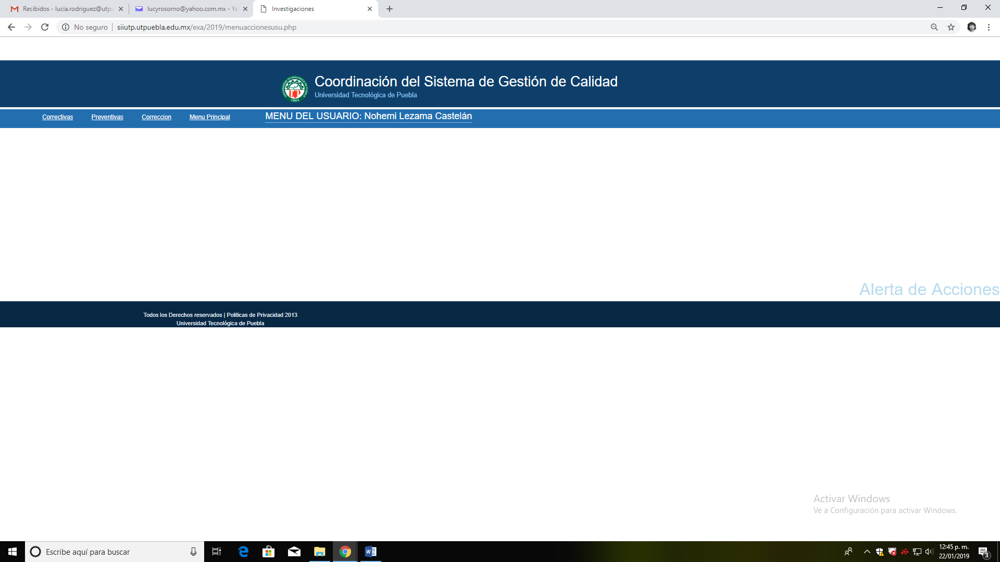 Recibidos - lucia.rodriguez@utpu
lucyrosorno@yahoo.com.mx - Ya
Investigaciones
No seguro
siiutp.utpuebla.edu.mx/exa/2019/menuaccionesusu.php
Coordinación del Sistema de Gestión de Calidad
Universidad Tecnológica de Puebla
Correctivas Preventivas Correccion Menu Principal MENU DEL USUARIO: Nohemi Lezama Castelán
Alerta de Acciones
Todos los Derechos reservados | Politicas de Privacidad 2013
Universidad Tecnológica de Puebla
Activar Windows
Ve a Configuración para activar Windows.
Escribe aquí para buscar
12:45 p. m.
22/01/2019
3